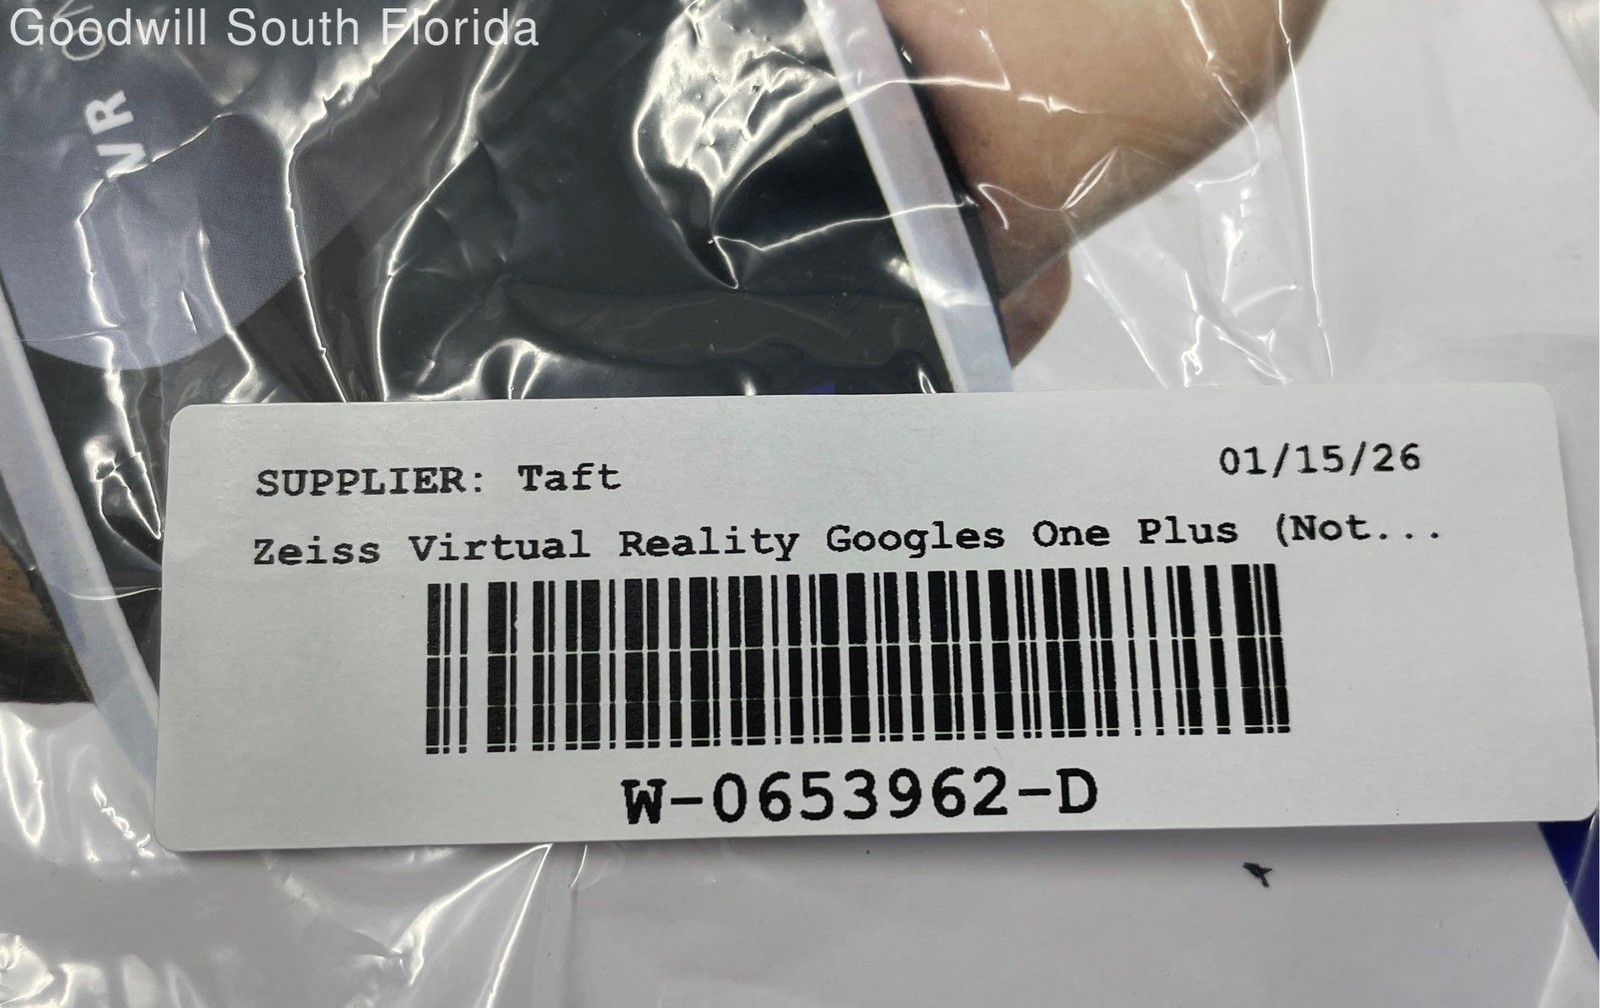 Goodwill South Florida
VR
SUPPLIER: Taft
01/15/26
Zeiss Virtual Reality Googles One Plus (Not...
W-0653962-D